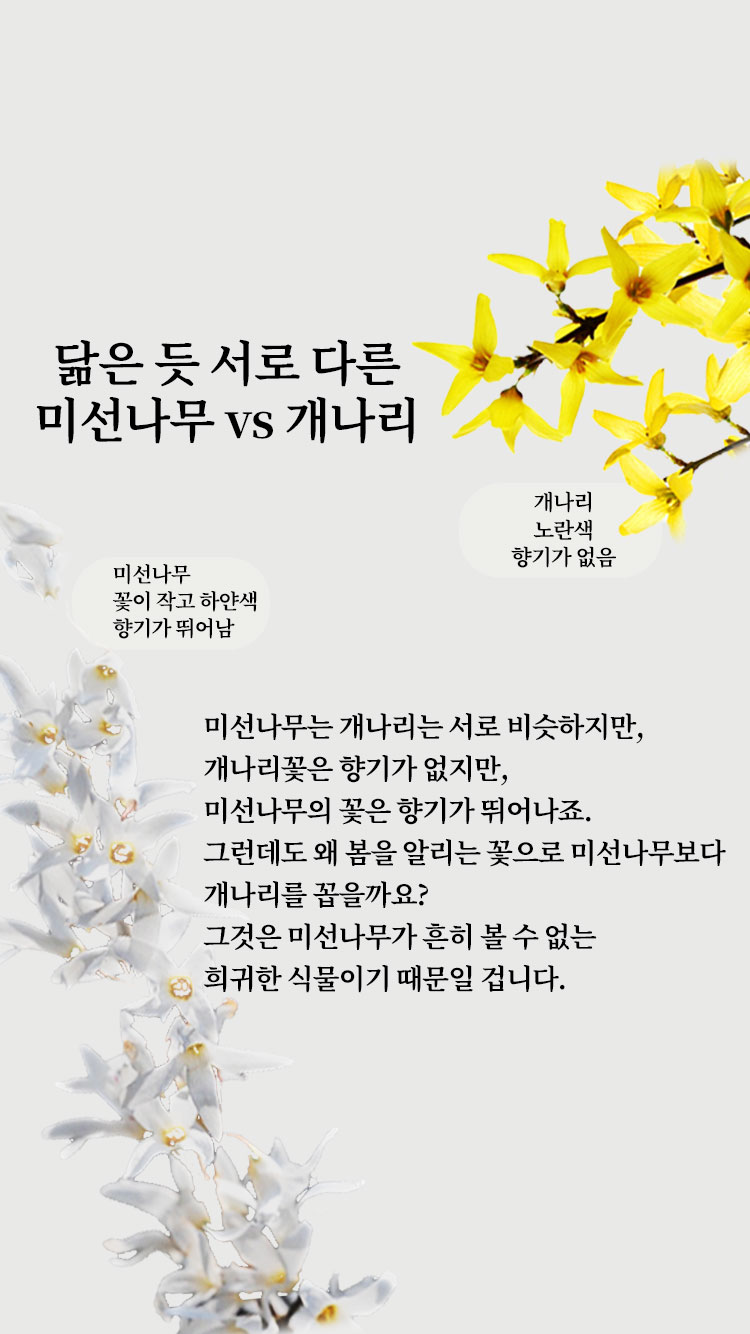 닮은 듯 서로 다른
미선나무 vs 개나리
개나리
노란색
향기가 없음
미선나무
꽃이 작고 하얀색
향기가 뛰어남
미선나무는 개나리는 서로 비슷하지만,
개나리꽃은 향기가 없지만,
미선나무의 꽃은 향기가 뛰어나죠.
그런데도 왜 봄을 알리는 꽃으로 미선나무보다
개나리를 꼽을까요?
그것은 미선나무가 흔히 볼 수 없는
희귀한 식물이기 때문일 겁니다.